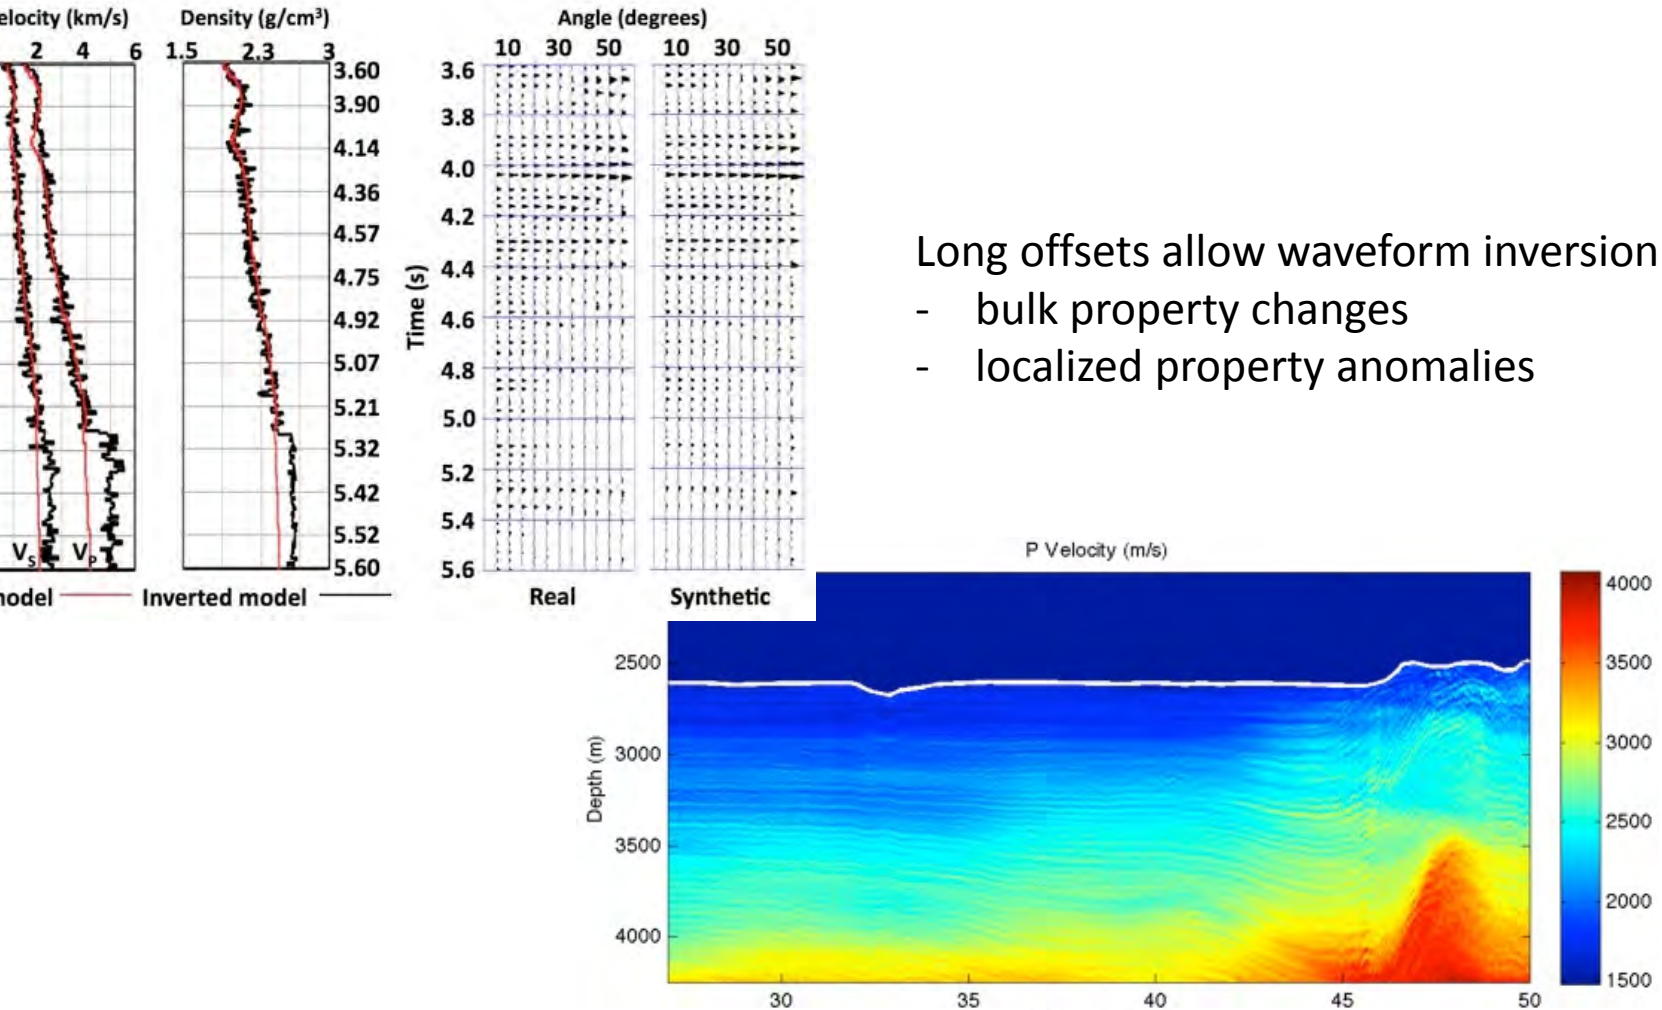 elocity (km/s)
2 4 6
Density (g/cm³)
1.5 2.3 3
3.60
3.90
4.14
4.36
4.57
4.75
4.92
5.07
5.21
5.32
5.42
5.52
5.60
Vs Vp
nodel
Inverted model
Angle (degrees)
10 30 50 10 30 50
Time (s)
3.6
3.8
4.0
4.2
4.4
4.6
4.8
5.0
5.2
5.4
5.6
Real Synthetic
Long offsets allow waveform inversion
- bulk property changes
- localized property anomalies
P Velocity (m/s)
Depth (m)
2500
3000
3500
4000
30 35 40 45 50
4000
3500
3000
2500
2000
1500